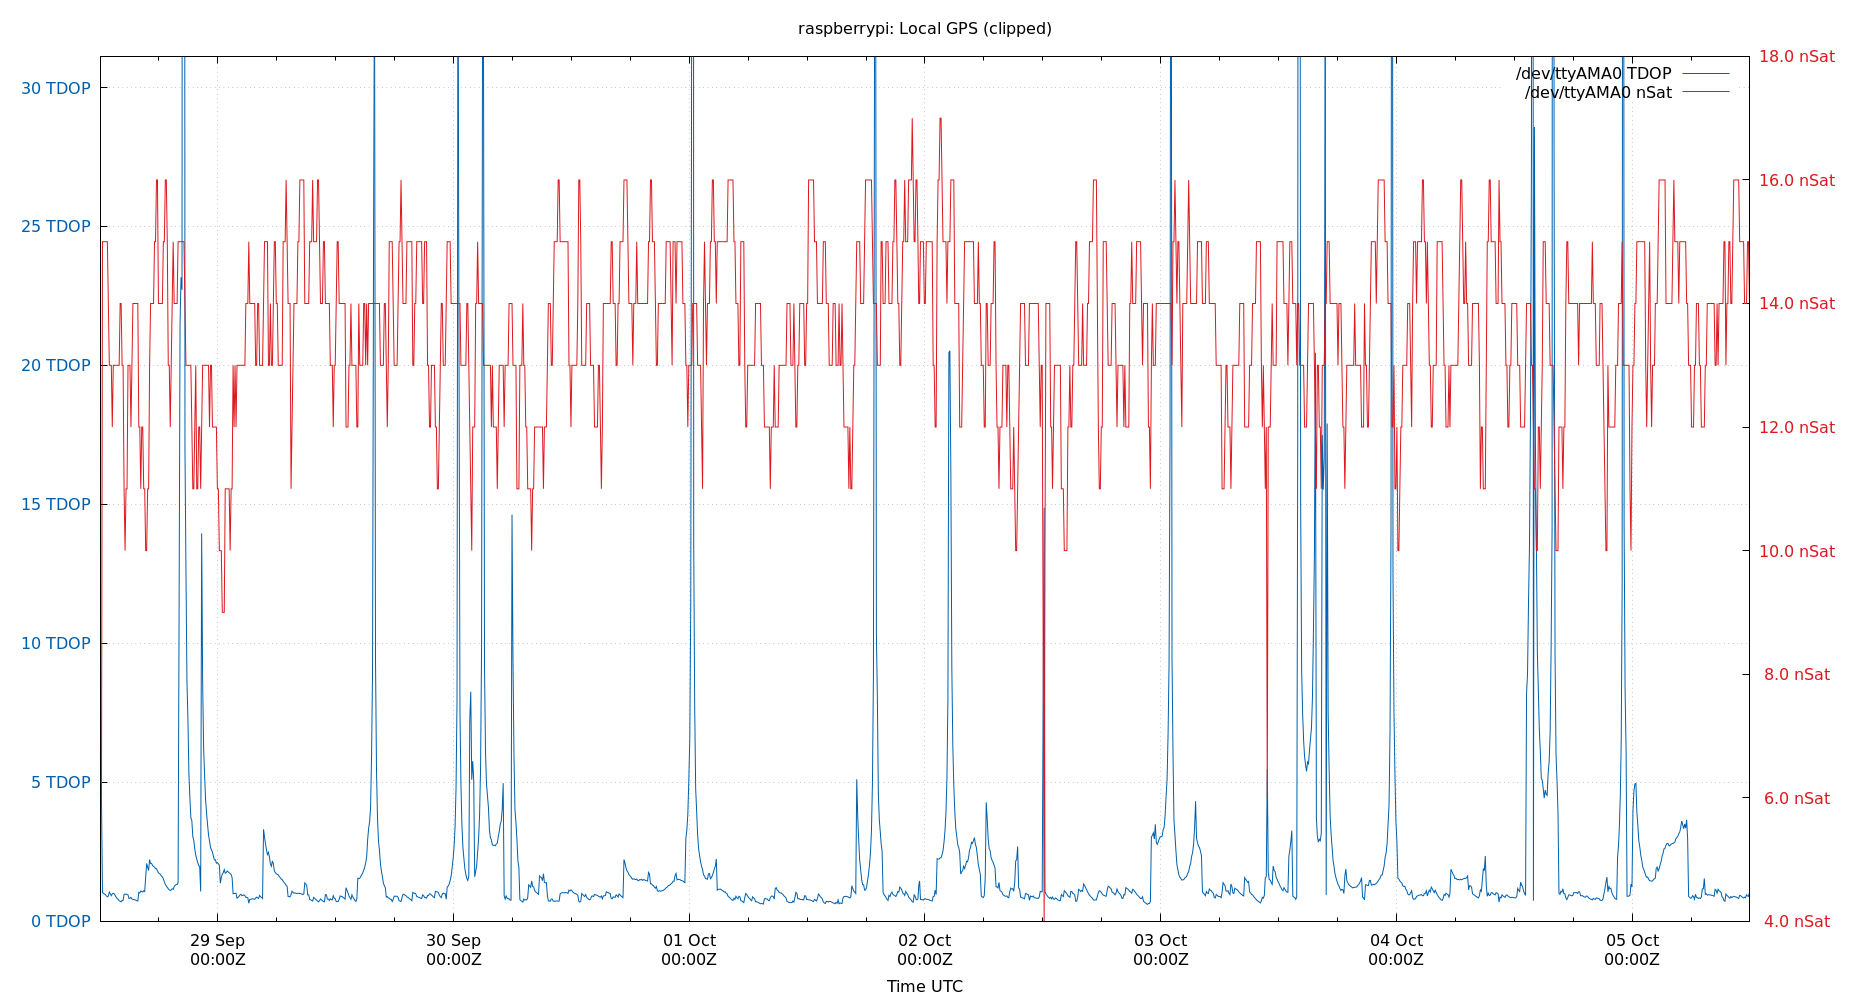 raspberrypi: Local GPS (clipped)
30 TDOP
25 TDOP
20 TDOP
15 TDOP
10 TDOP
5 TDOP
0 TDOP
18.0 nSat
16.0 nSat
14.0 nSat
12.0 nSat
10.0 nSat
8.0 nSat
6.0 nSat
4.0 nSat
/dev/ttyAMA0 TDOP
/dev/ttyAMA0 nSat
29 Sep
00:00Z
30 Sep
00:00Z
01 Oct
00:00Z
02 Oct
00:00Z
03 Oct
00:00Z
04 Oct
00:00Z
05 Oct
00:00Z
Time UTC